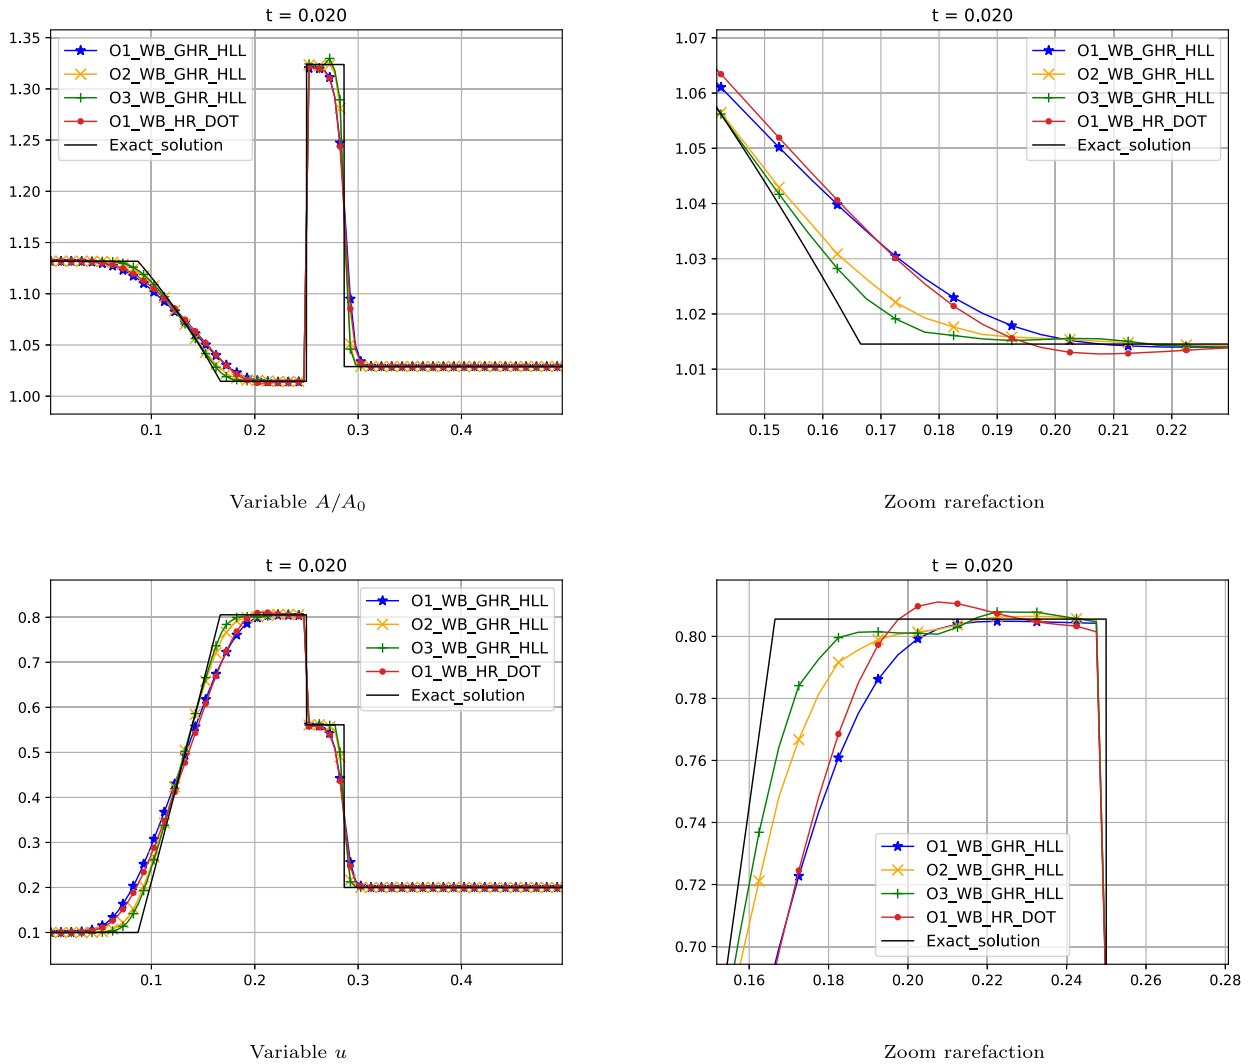 t = 0.020
1.35
1.30
1.25
1.20
1.15
1.10
1.05
1.00
0.1
0.2
0.3
0.4
O1_WB_GHR_HLL
O2_WB_GHR_HLL
O3_WB_GHR_HLL
O1_WB_HR_DOT
Exact_solution
Variable A/A0
t = 0.020
1.07
1.06
1.05
1.04
1.03
1.02
1.01
0.15
0.16
0.17
0.18
0.19
0.20
0.21
0.22
O1_WB_GHR_HLL
O2_WB_GHR_HLL
O3_WB_GHR_HLL
O1_WB_HR_DOT
Exact_solution
Zoom rarefaction
t = 0.020
0.8
0.7
0.6
0.5
0.4
0.3
0.2
0.1
0.1
0.2
0.3
0.4
O1_WB_GHR_HLL
O2_WB_GHR_HLL
O3_WB_GHR_HLL
O1_WB_HR_DOT
Exact_solution
Variable u
t = 0.020
0.80
0.78
0.76
0.74
0.72
0.70
0.16
0.18
0.20
0.22
0.24
0.26
0.28
O1_WB_GHR_HLL
O2_WB_GHR_HLL
O3_WB_GHR_HLL
O1_WB_HR_DOT
Exact_solution
Zoom rarefaction